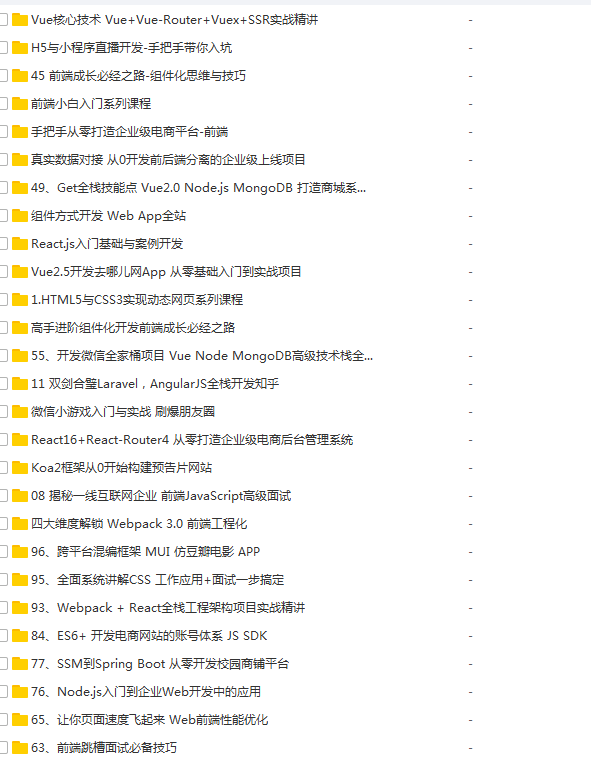 Vue核心技术 Vue+Vue-Router+Vuex+SSR实战精讲 -
H5与小程序直播开发-手把手带你入坑 -
45 前端成长必经之路-组件化思维与技巧 -
前端小白入门系列课程 -
手把手从零打造企业级电商平台-前端 -
真实数据对接 从0开发前后端分离的企业级上线项目 -
49、Get全栈技能点 Vue2.0 Node.js MongoDB 打造商城系... -
组件方式开发 Web App全站 -
React.js入门基础与案例开发 -
Vue2.5开发去哪儿网App 从零基础入门到实战项目 -
1.HTML5与CSS3实现动态网页系列课程 -
高手进阶组件化开发前端成长必经之路 -
55、开发微信全家桶项目 Vue Node MongoDB高级技术栈全... -
11 双剑合璧Laravel，AngularJS全栈开发知乎 -
微信小游戏入门与实战 刷爆朋友圈 -
React16+React-Router4 从零打造企业级电商后台管理系统 -
Koa2框架从0开始构建预告片网站 -
08 揭秘一线互联网企业 前端JavaScript高级面试 -
四大维度解锁 Webpack 3.0 前端工程化 -
96、跨平台混编框架 MUI 仿豆瓣电影 APP -
95、全面系统讲解CSS 工作应用+面试一步搞定 -
93、Webpack + React全栈工程架构项目实战精讲 -
84、ES6+ 开发电商网站的账号体系 JS SDK -
77、SSM到Spring Boot 从零开发校园商铺平台 -
76、Node.js入门到企业Web开发中的应用 -
65、让你页面速度飞起来 Web前端性能优化 -
63、前端跳槽面试必备技巧 -